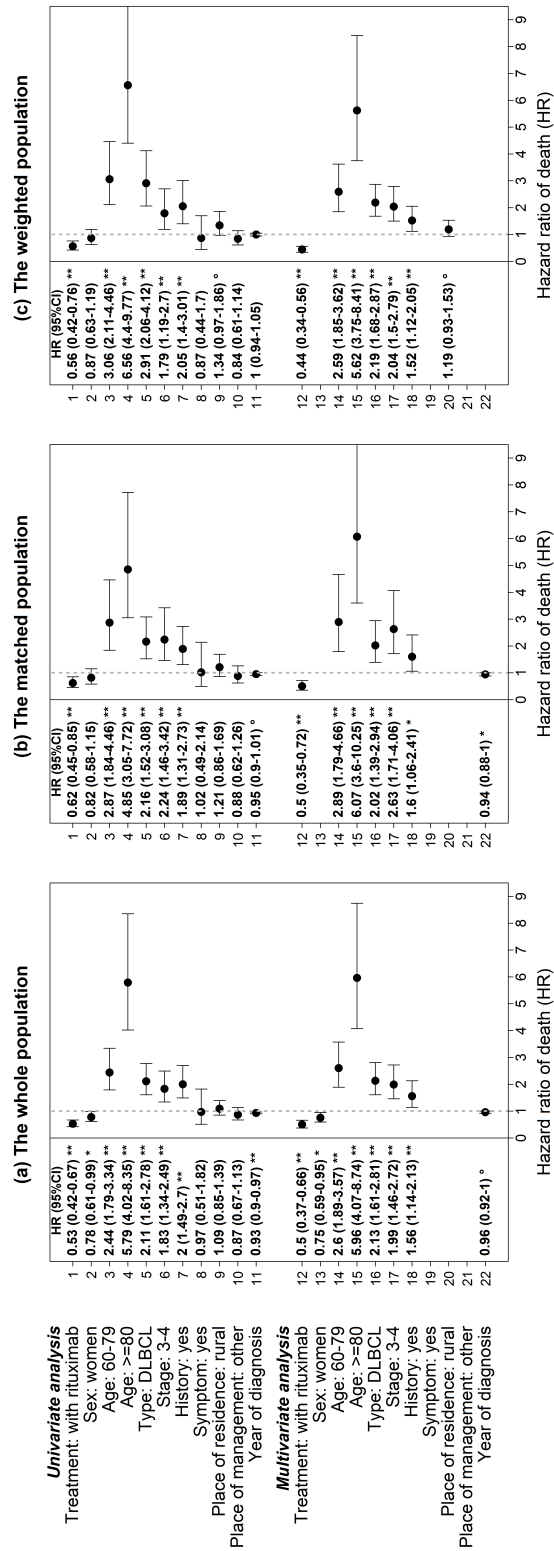 (a) The whole population
(b) The matched population
(c) The weighted population
Univariate analysis
HR (95%CI)
HR (95%CI)
HR (95%CI)
Treatment: with rituximab 1 0.53 (0.42-0.67) ** 1 0.62 (0.45-0.85) ** 1 0.56 (0.42-0.76) **
Sex: women 2 0.78 (0.61-0.99) * 2 0.82 (0.58-1.15) 2 0.87 (0.63-1.19)
Age: 60-79 3 2.44 (1.79-3.34) ** 3 2.87 (1.84-4.46) ** 3 3.06 (2.11-4.46) **
Age: >=80 4 5.79 (4.02-8.35) ** 4 4.85 (3.05-7.72) ** 4 6.56 (4.4-9.77) **
Type: DLBCL 5 2.11 (1.61-2.78) ** 5 2.16 (1.52-3.08) ** 5 2.91 (2.06-4.12) **
Stage: 3-4 6 1.83 (1.34-2.49) ** 6 2.24 (1.46-3.42) ** 6 1.79 (1.19-2.7) **
History: yes 7 2 (1.49-2.7) ** 7 1.89 (1.31-2.73) ** 7 2.05 (1.4-3.01) **
Symptom: yes 8 0.97 (0.51-1.82) 8 1.02 (0.49-2.14) 8 0.87 (0.44-1.7)
Place of residence: rural 9 1.09 (0.85-1.39) 9 1.21 (0.86-1.69) 9 1.34 (0.97-1.86) °
Place of management: other 10 0.87 (0.67-1.13) 10 0.88 (0.62-1.26) 10 0.84 (0.61-1.14)
Year of diagnosis 11 0.93 (0.9-0.97) ** 11 0.95 (0.9-1.01) ° 11 1 (0.94-1.05)
Multivariate analysis
Treatment: with rituximab 12 0.5 (0.37-0.66) ** 12 0.5 (0.35-0.72) ** 12 0.44 (0.34-0.56) **
Sex: women 13 0.75 (0.59-0.95) * 13 13
Age: 60-79 14 2.6 (1.89-3.57) ** 14 2.89 (1.79-4.66) ** 14 2.59 (1.85-3.62) **
Age: >=80 15 5.96 (4.07-8.74) ** 15 6.07 (3.6-10.25) ** 15 5.62 (3.75-8.41) **
Type: DLBCL 16 2.13 (1.61-2.81) ** 16 2.02 (1.39-2.94) ** 16 2.19 (1.68-2.87) **
Stage: 3-4 17 1.99 (1.46-2.72) ** 17 2.63 (1.71-4.06) ** 17 2.04 (1.5-2.79) **
History: yes 18 1.56 (1.14-2.13) ** 18 1.6 (1.06-2.41) * 18 1.52 (1.12-2.05) **
Symptom: yes 19 19 19
Place of residence: rural 20 20 20 1.19 (0.93-1.53) °
Place of management: other 21 21 21
Year of diagnosis 22 0.96 (0.92-1) ° 22 0.94 (0.88-1) * 22
0 1 2 3 4 5 6 7 8 9
0 1 2 3 4 5 6 7 8 9
0 1 2 3 4 5 6 7 8 9
Hazard ratio of death (HR)
Hazard ratio of death (HR)
Hazard ratio of death (HR)